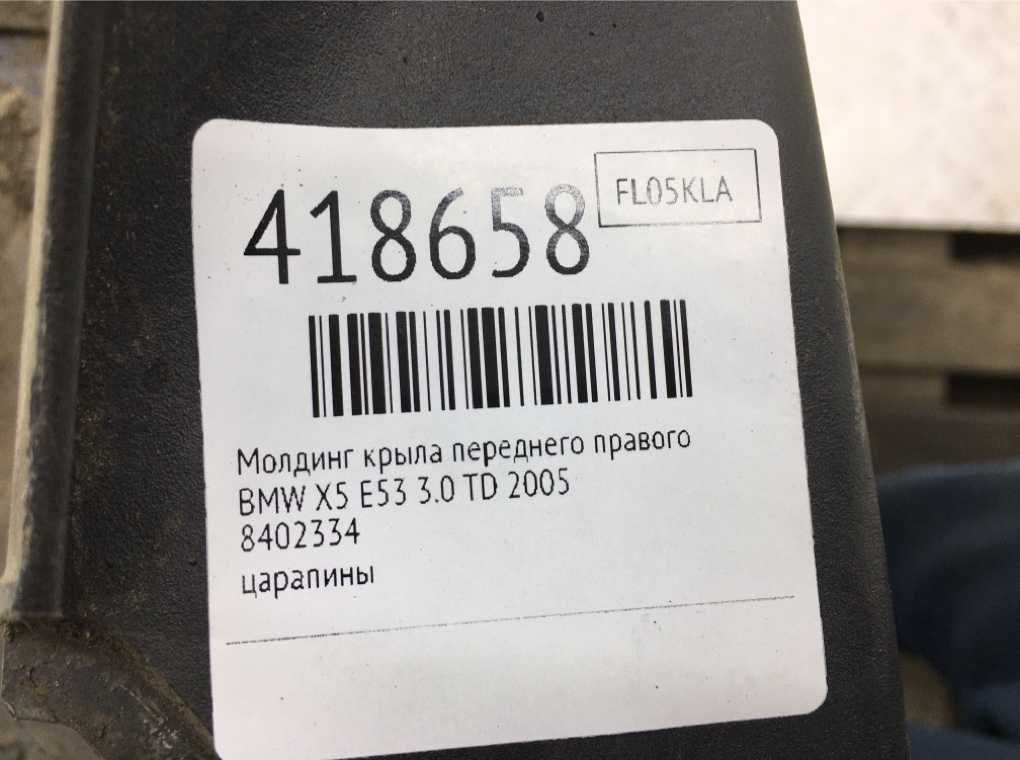 418658
FL05KLA
Молдинг крыла переднего правого
BMW X5 E53 3.0 TD 2005
8402334
царапины